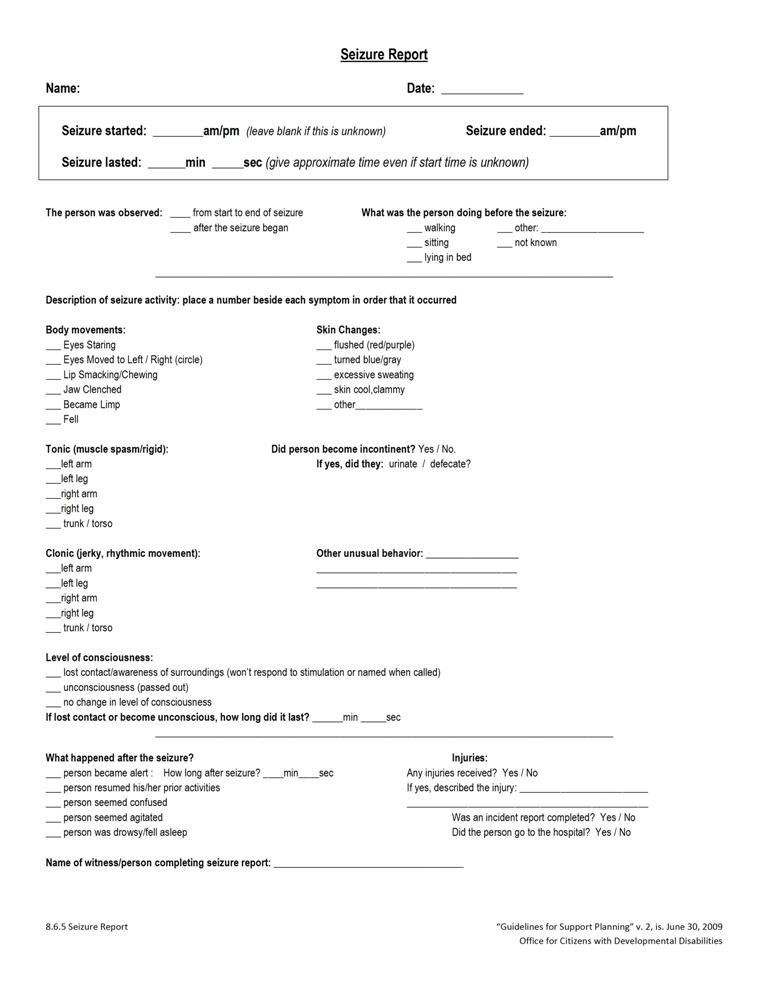 Seizure Report
Name: Date: _____________
Seizure started: ________am/pm (leave blank if this is unknown) Seizure ended: ________am/pm
Seizure lasted: ______min _____sec (give approximate time even if start time is unknown)
The person was observed: ____ from start to end of seizure What was the person doing before the seizure:
____ after the seizure began ___ walking ___ other: ____________________
___ sitting ___ not known
___ lying in bed
Description of seizure activity: place a number beside each symptom in order that it occurred
Body movements: Skin Changes:
___ Eyes Staring ___ flushed (red/purple)
___ Eyes Moved to Left / Right (circle) ___ turned blue/gray
___ Lip Smacking/Chewing ___ excessive sweating
___ Jaw Clenched ___ skin cool,clammy
___ Became Limp ___ other_____________
___ Fell
Tonic (muscle spasm/rigid): Did person become incontinent? Yes / No.
___left arm If yes, did they: urinate / defecate?
___left leg
___right arm
___right leg
___ trunk / torso
Clonic (jerky, rhythmic movement): Other unusual behavior: __________________
___left arm _______________________________________
___left leg _______________________________________
___right arm
___right leg
___ trunk / torso
Level of consciousness:
___ lost contact/awareness of surroundings (won’t respond to stimulation or named when called)
___ unconsciousness (passed out)
___ no change in level of consciousness
If lost contact or become unconscious, how long did it last? ______min _____sec
What happened after the seizure? Injuries:
___ person became alert : How long after seizure? ____min____sec Any injuries received? Yes / No
___ person resumed his/her prior activities If yes, described the injury: _________________________
___ person seemed confused _______________________________________________
___ person seemed agitated Was an incident report completed? Yes / No
___ person was drowsy/fell asleep Did the person go to the hospital? Yes / No
Name of witness/person completing seizure report: _____________________________________
8.6.5 Seizure Report “Guidelines for Support Planning” v. 2, is. June 30, 2009
Office for Citizens with Developmental Disabilities